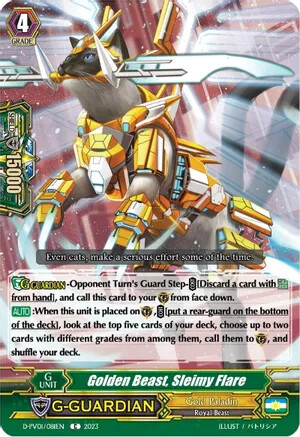 4
GRADE
SHIELD
15000
Even cats, make a serious effort some of the time.
G GUARDIAN -Opponent Turn's Guard Step- [Discard a card with
from hand], and call this card to your from face down.
AUTO :When this unit is placed on , [put a rear-guard on the bottom
of the deck], look at the top five cards of your deck, choose up to two
cards with different grades from among them, call them to , and
shuffle your deck.
G
UNIT
Golden Beast, Sleimy Flare
G-GUARDIAN
Gold Paladin
Royal Beast
D-PV01/081EN C 2023 ILLUST / パトリシア